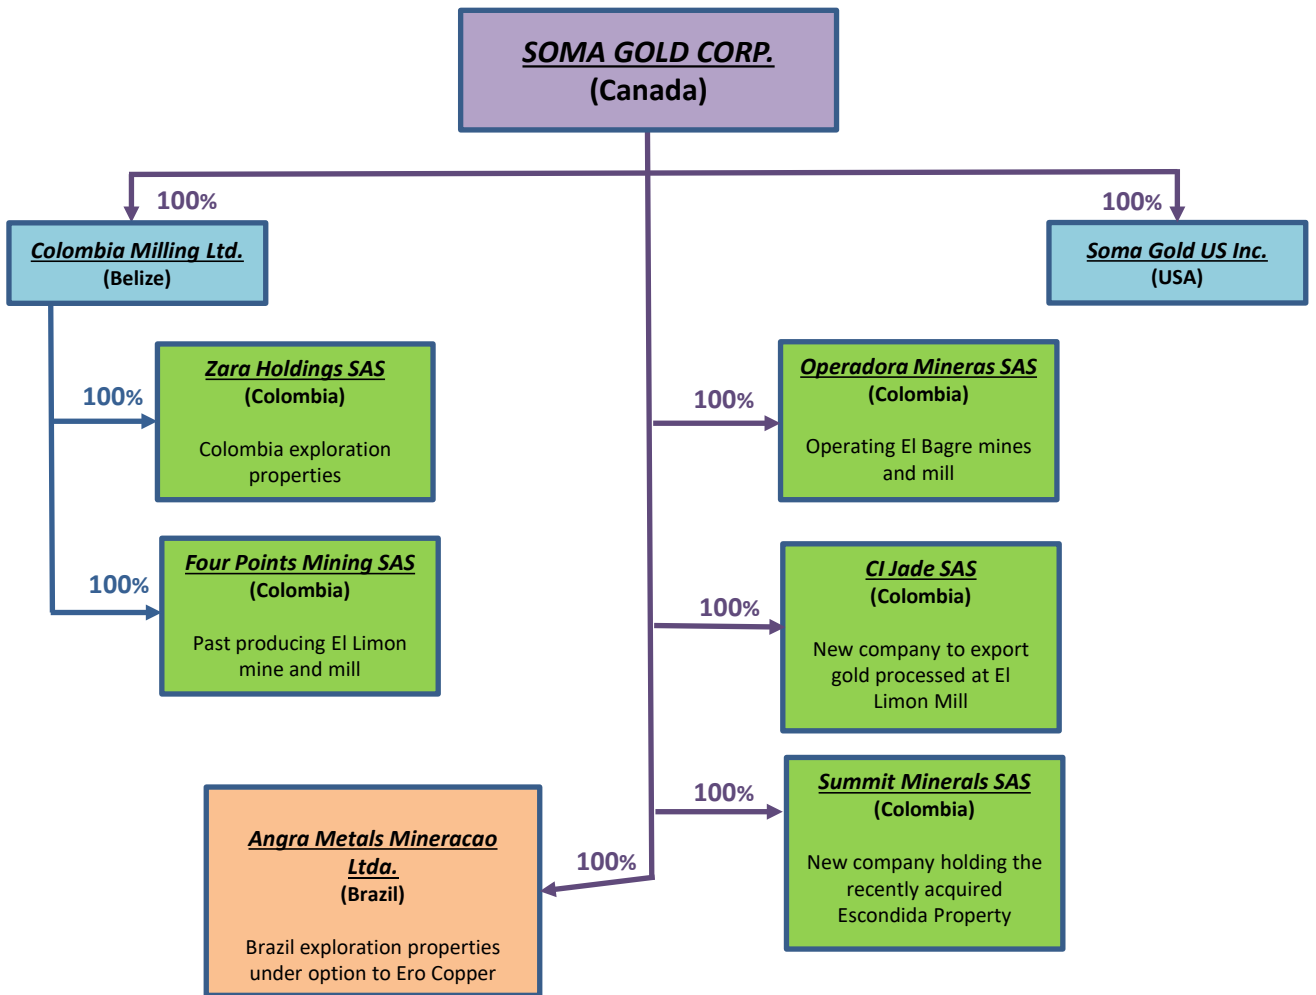 SOMA GOLD CORP.
(Canada)
100%
100%
Colombia Milling Ltd.
(Belize)
Soma Gold US Inc.
(USA)
100%
Zara Holdings SAS
(Colombia)
Colombia exploration
properties
100%
Operadora Mineras SAS
(Colombia)
Operating El Bagre mines
and mill
100%
Four Points Mining SAS
(Colombia)
Past producing El Limon
mine and mill
100%
CI Jade SAS
(Colombia)
New company to export
gold processed at El
Limon Mill
100%
Summit Minerals SAS
(Colombia)
New company holding the
recently acquired
Escondida Property
100%
Angra Metals Mineracao
Ltda.
(Brazil)
Brazil exploration properties
under option to Ero Copper